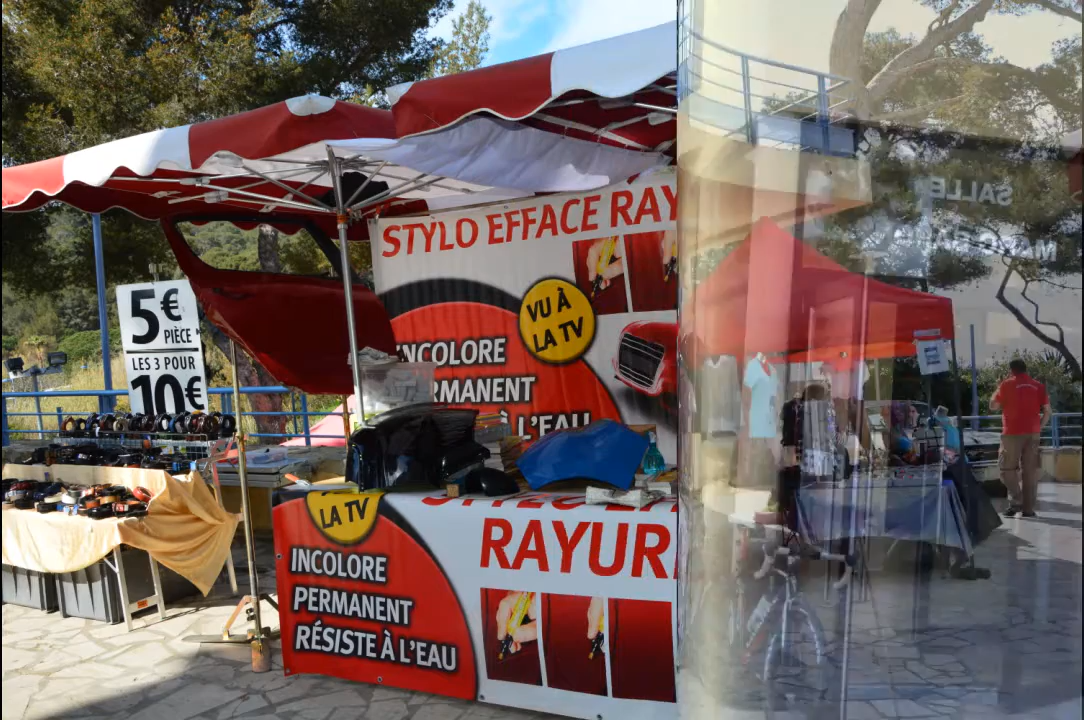 5€
PIÈCE
LES 3 POUR
10€
STYLO EFFACE RAY
VU À
LA TV
INCOLORE
PERMANENT
À L'EAU
LA TV
RAYUR
INCOLORE
PERMANENT
RÉSISTE À L'EAU
SALLE